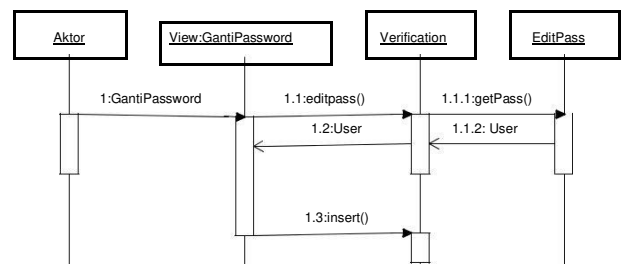 Aktor
View:GantiPassword
Verification
EditPass
1:GantiPassword
1.1:editpass()
1.1.1:getPass()
1.2:User
1.1.2: User
1.3:insert()